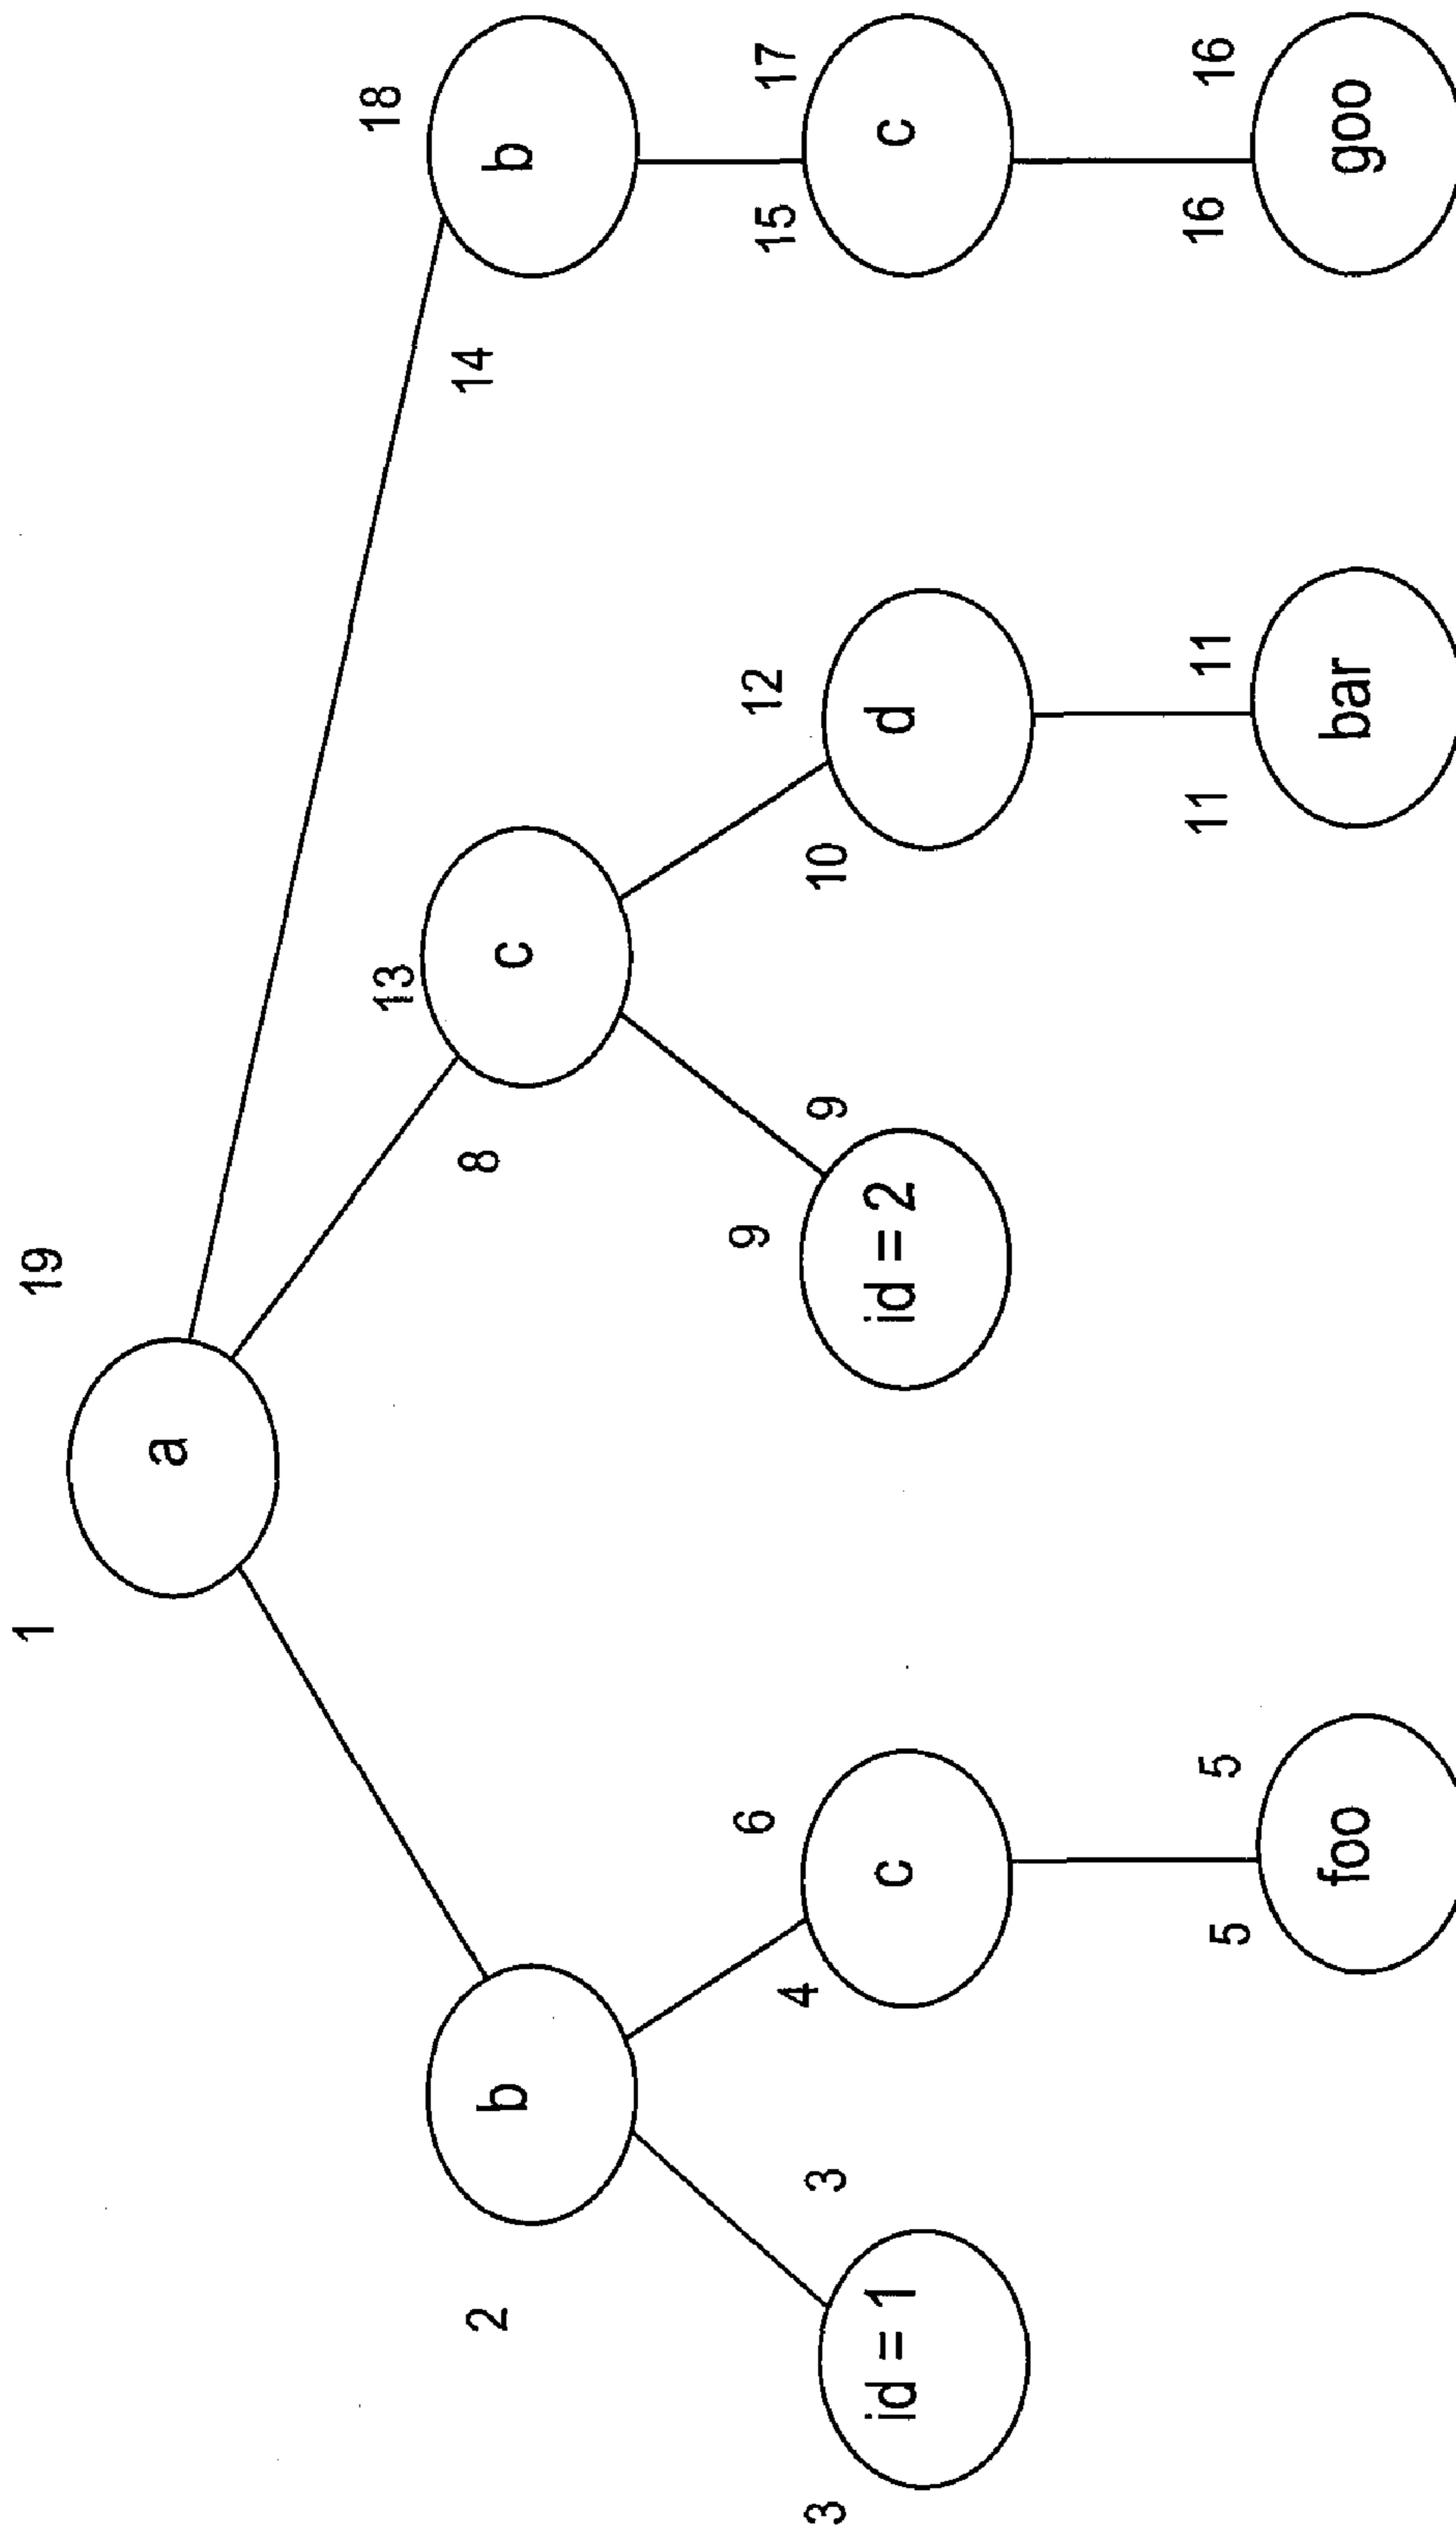 1 19
a
13 18
2 8 14
b c b
3 3 4 6 9 9 10 12 15 17
id = 1 c id = 2 d c
5 5 11 11 16 16
foo bar goo